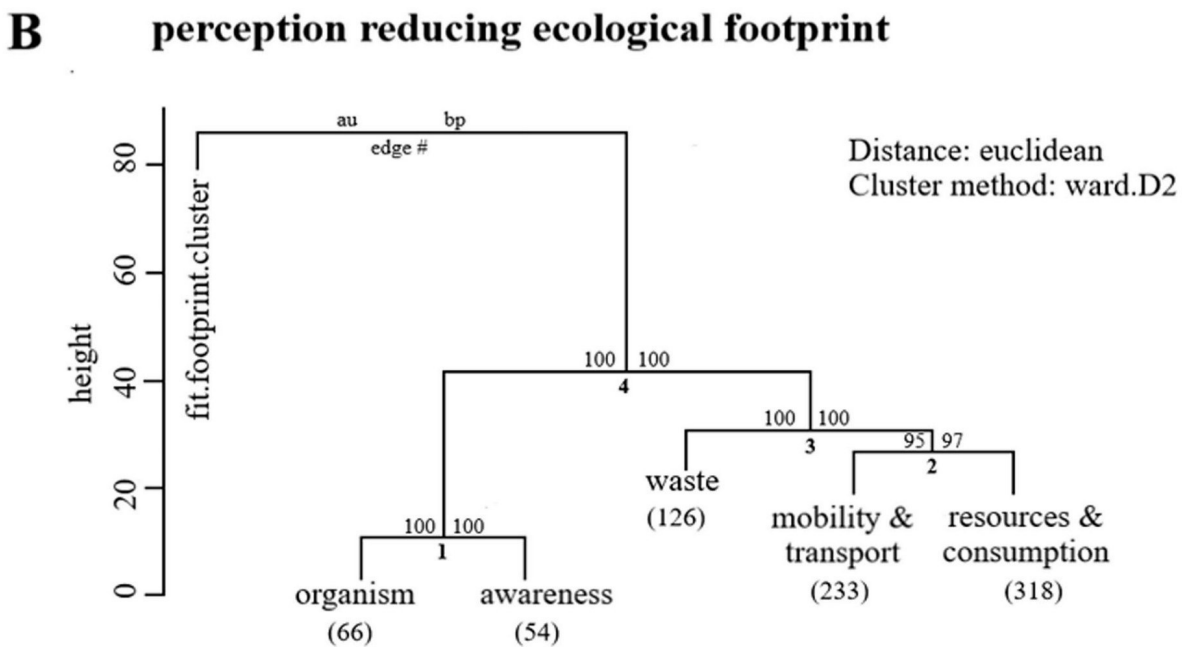 B perception reducing ecological footprint
au bp
edge #
Distance: euclidean
Cluster method: ward.D2
height
0 20 40 60 80
fit.footprint.cluster
100 100
4
100 100
3
95 97
2
waste
(126)
mobility & resources &
transport consumption
(233) (318)
100 100
1
organism awareness
(66) (54)